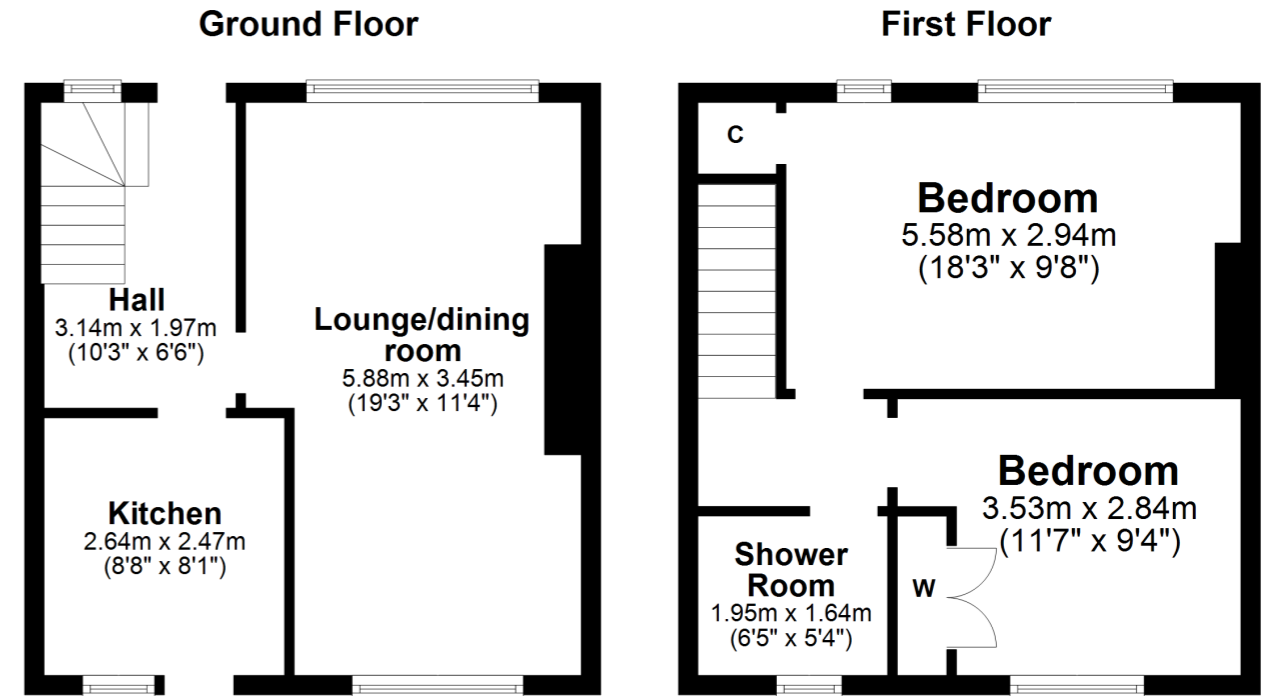 Ground Floor
First Floor
Hall
3.14m x 1.97m
(10'3" x 6'6")
Lounge/dining
room
5.88m x 3.45m
(19'3" x 11'4")
Kitchen
2.64m x 2.47m
(8'8" x 8'1")
C
Bedroom
5.58m x 2.94m
(18'3" x 9'8")
Bedroom
3.53m x 2.84m
(11'7" x 9'4")
Shower
Room
1.95m x 1.64m
(6'5" x 5'4")
W